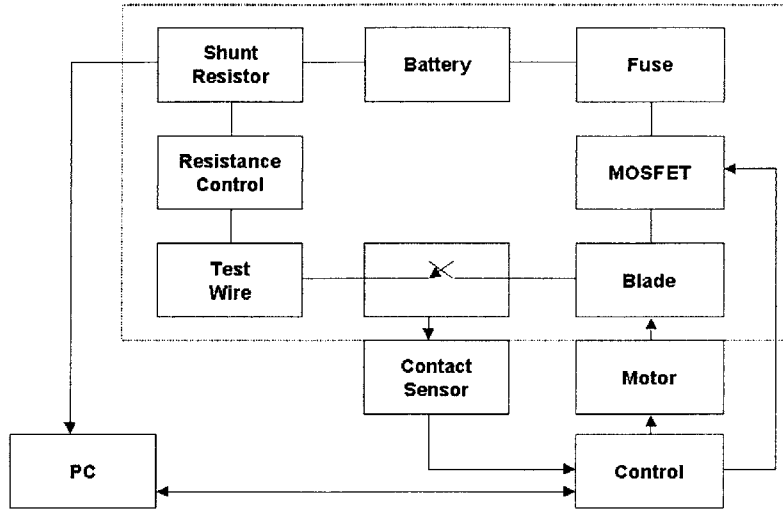 Shunt
Resistor
Battery
Fuse
Resistance
Control
MOSFET
Test
Wire
Blade
Contact
Sensor
Motor
PC
Control